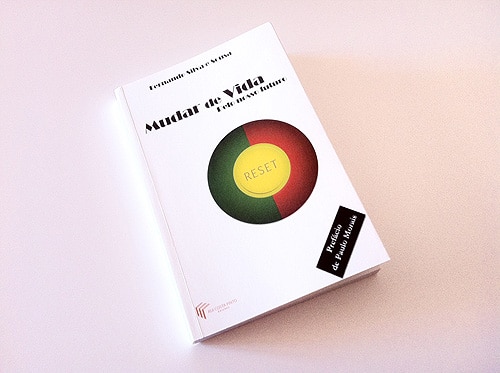 Fernando Silva e Sousa
Mudar de Vida
Pelo nosso futuro
RESET
Prefácio
de Paulo Morais